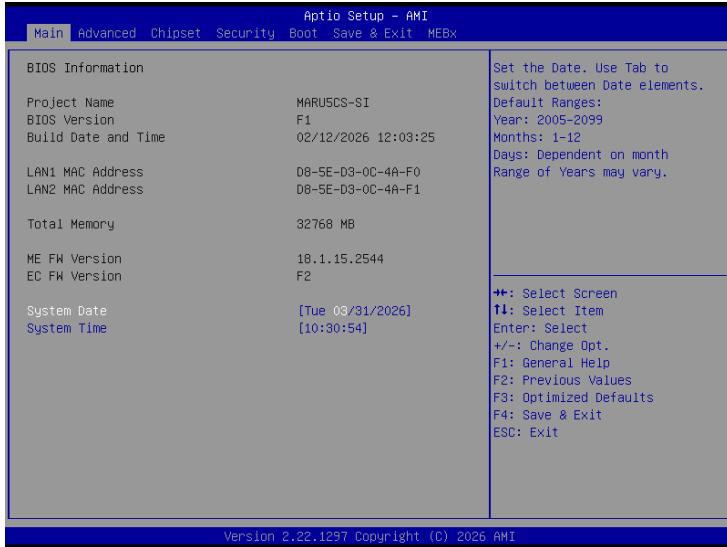 Aptio Setup – AMI
Main Advanced Chipset Security Boot Save & Exit MEBx
BIOS Information
Project Name MARU5CS-SI
BIOS Version F1
Build Date and Time 02/12/2026 12:03:25
LAN1 MAC Address D8-5E-D3-0C-4A-F0
LAN2 MAC Address D8-5E-D3-0C-4A-F1
Total Memory 32768 MB
ME FW Version 18.1.15.2544
EC FW Version F2
System Date [Tue 03/31/2026]
System Time [10:30:54]
Set the Date. Use Tab to
switch between Date elements.
Default Ranges:
Year: 2005-2099
Months: 1-12
Days: Dependent on month
Range of Years may vary.
→←: Select Screen
↑↓: Select Item
Enter: Select
+/-: Change Opt.
F1: General Help
F2: Previous Values
F3: Optimized Defaults
F4: Save & Exit
ESC: Exit
Version 2.22.1297 Copyright (C) 2026 AMI